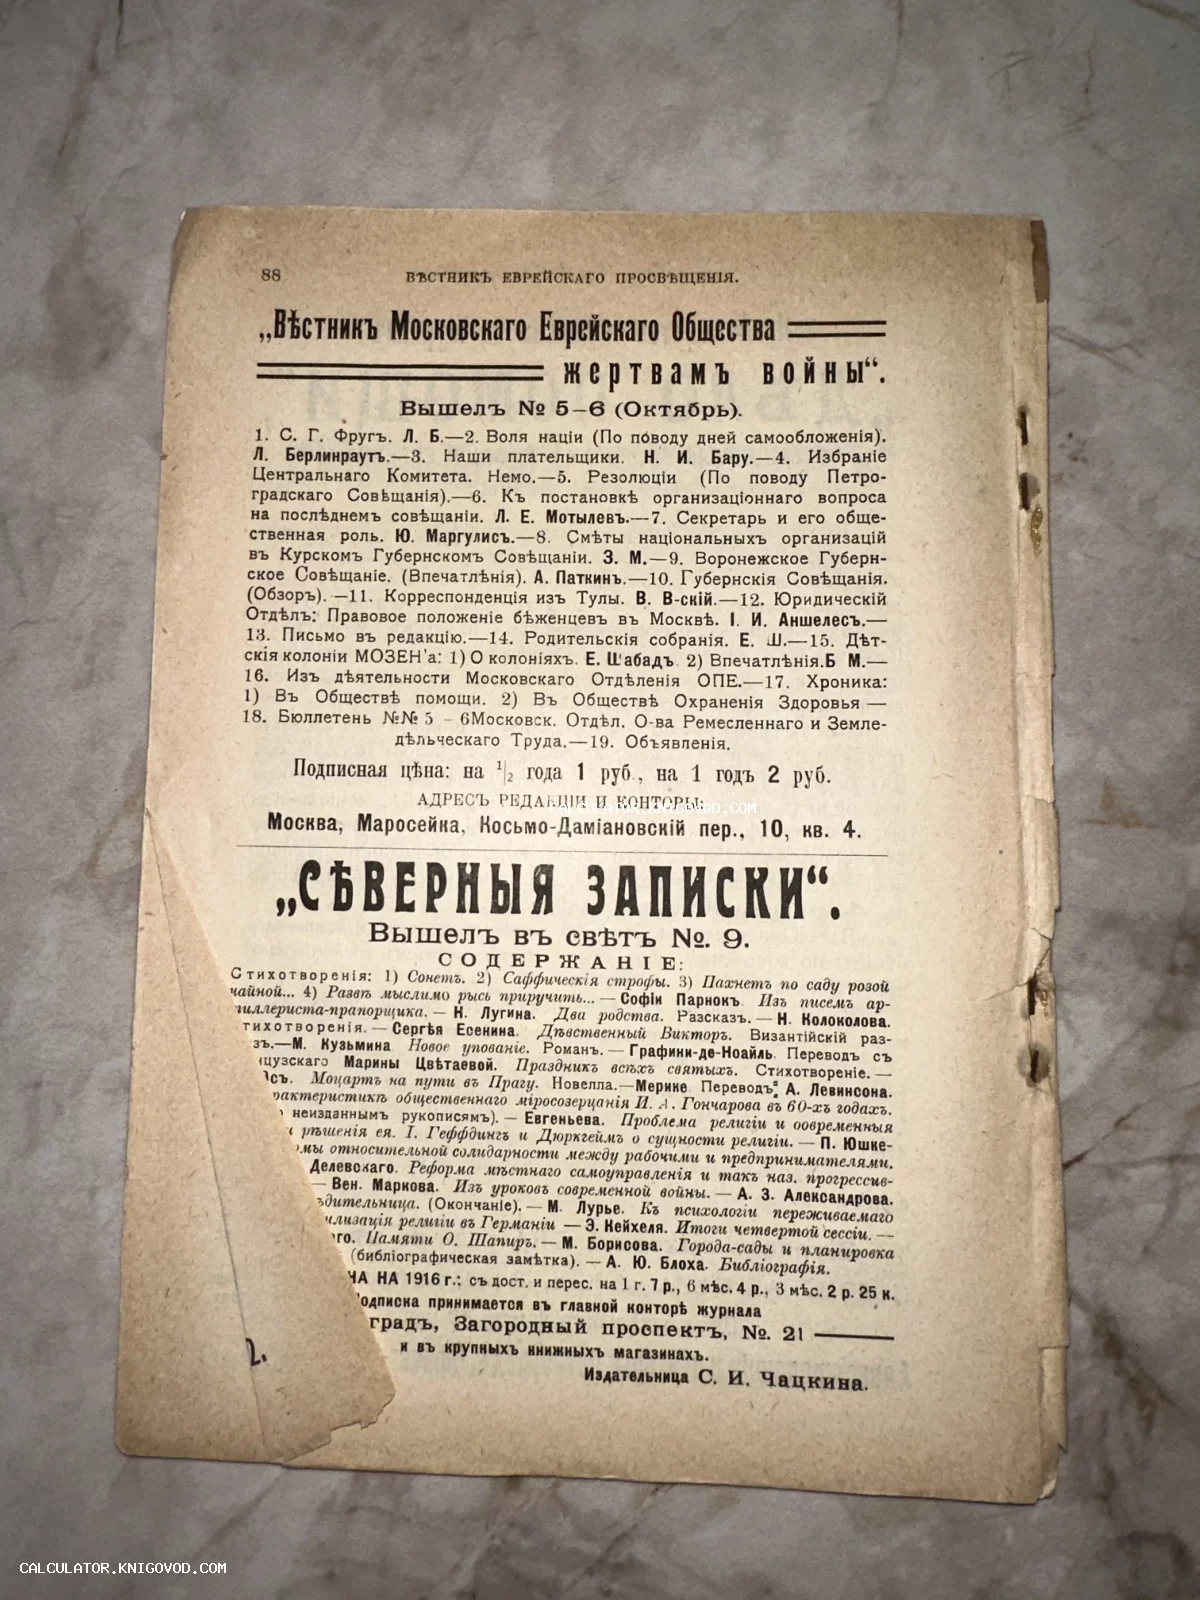 88
ВѢСТНИКЪ ЕВРЕЙСКАГО ПРОСВѢЩЕНІЯ.
„Вѣстникъ Московскаго Еврейскаго Общества
жертвамъ войны“.
Вышелъ № 5–6 (Октябрь).
1. С. Г. Фругъ. Л. Б.—2. Воля націи (По поводу дней самообложенія).
Л. Берлинраутъ.—3. Наши плательщики. Н. И. Бару.—4. Избраніе
Центральнаго Комитета. Немо.—5. Резолюціи (По поводу Петро-
градскаго Совѣщанія).—6. Къ постановкѣ организаціоннаго вопроса
на послѣднемъ совѣщаніи. Л. Е. Мотылевъ.—7. Секретарь и его обще-
ственная роль. Ю. Маргулисъ.—8. Смѣты національныхъ организацій
въ Курскомъ Губернскомъ Совѣщаніи. З. М.—9. Воронежское Губерн-
ское Совѣщаніе. (Впечатлѣнія). А. Паткинъ.—10. Губернскія Совѣщанія.
(Обзоръ).—11. Корреспонденція изъ Тулы. В. В-скій.—12. Юридическій
Отдѣлъ: Правовое положеніе бѣженцевъ въ Москвѣ. І. И. Аншелесъ.—
13. Письмо въ редакцію.—14. Родительскія собранія. Е. Ш.—15. Дѣт-
скія колоніи МОЗЕН'а: 1) О колоніяхъ. Е. Шабадъ 2) Впечатлѣнія.Б М.—
16. Изъ дѣятельности Московскаго Отдѣленія ОПЕ.—17. Хроника:
1) Въ Обществѣ помощи. 2) Въ Обществѣ Охраненія Здоровья —
18. Бюллетень №№ 5 - 6Московск. Отдѣл. О-ва Ремесленнаго и Земле-
дѣльческаго Труда.—19. Объявленія.
Подписная цѣна: на 1/2 года 1 руб., на 1 годъ 2 руб.
АДРЕСЪ РЕДАКЦІИ И КОНТОРЫ:
CALCULATOR.KNIGOVOD.COM
Москва, Маросейка, Косьмо-Даміановскій пер., 10, кв. 4.
„СѢВЕРНЫЯ ЗАПИСКИ“.
Вышелъ въ свѣтъ №. 9.
СОДЕРЖАНІЕ:
Стихотворенія: 1) Сонетъ. 2) Саффическія строфы. 3) Пахнетъ по саду розой
чайной... 4) Развѣ мыслимо рысь приручить... — Софіи Парнокъ. Изъ писемъ ар-
тиллериста-прапорщика. — Н. Лугина. Два родства. Разсказъ. — Н. Колоколова.
тихотворенія. — Сергѣя Есенина. Дѣвственный Викторъ. Византійскій раз-
зъ.—М. Кузьмина Новое упованіе. Романъ. — Графини-де-Ноайль. Переводъ съ
нцузскаго Марины Цвѣтаевой. Праздникъ всѣхъ святыхъ. Стихотвореніе. —
Моцартъ на пути въ Прагу. Новелла.—Мерике Переводъ А. Левинсона.
рактеристикѣ общественнаго міросозерцанія И. А. Гончарова въ 60-хъ годахъ.
о неизданнымъ рукописямъ). — Евгеньева. Проблема религіи и современныя
и рѣшенія ея. І. Геффдингъ и Дюркгеймъ о сущности религіи. — П. Юшке-
мы относительной солидарности между рабочими и предпринимателями.
Делевскаго. Реформа мѣстнаго самоуправленія и такъ наз. прогрессив-
— Вен. Маркова. Изъ уроковъ современной войны. — А. З. Александрова.
ѣдительница. (Окончаніе). — М. Лурье. Къ психологіи переживаемаго
илизація религіи въ Германіи — Э. Кейхеля. Итоги четвертой сессіи. —
го. Памяти О. Шапиръ. — М. Борисова. Города-сады и планировка
(библіографическая замѣтка). — А. Ю. Блоха. Библіографія.
НА НА 1916 г.: съ дост. и перес. на 1 г. 7 р., 6 мѣс. 4 р., 3 мѣс. 2 р. 25 к.
Подписка принимается въ главной конторѣ журнала
градъ, Загородный проспектъ, №. 21
и въ крупныхъ книжныхъ магазинахъ.
Издательница С. И. Чацкина.
2.
CALCULATOR.KNIGOVOD.COM